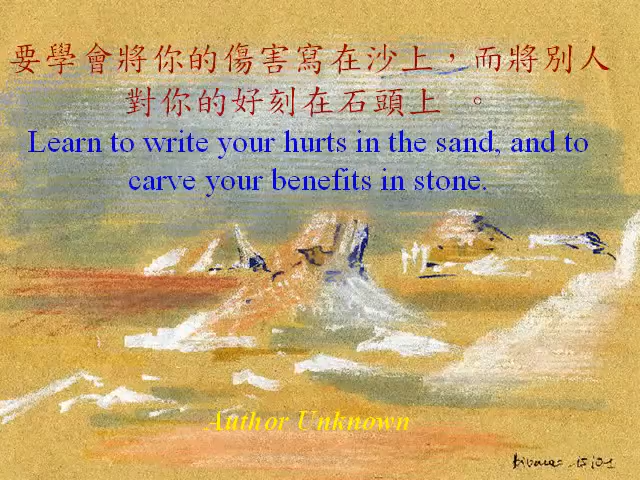 要學會將你的傷害寫在沙上，而將別人
對你的好刻在石頭上 。
Learn to write your hurts in the sand, and to
carve your benefits in stone.
Author Unknown